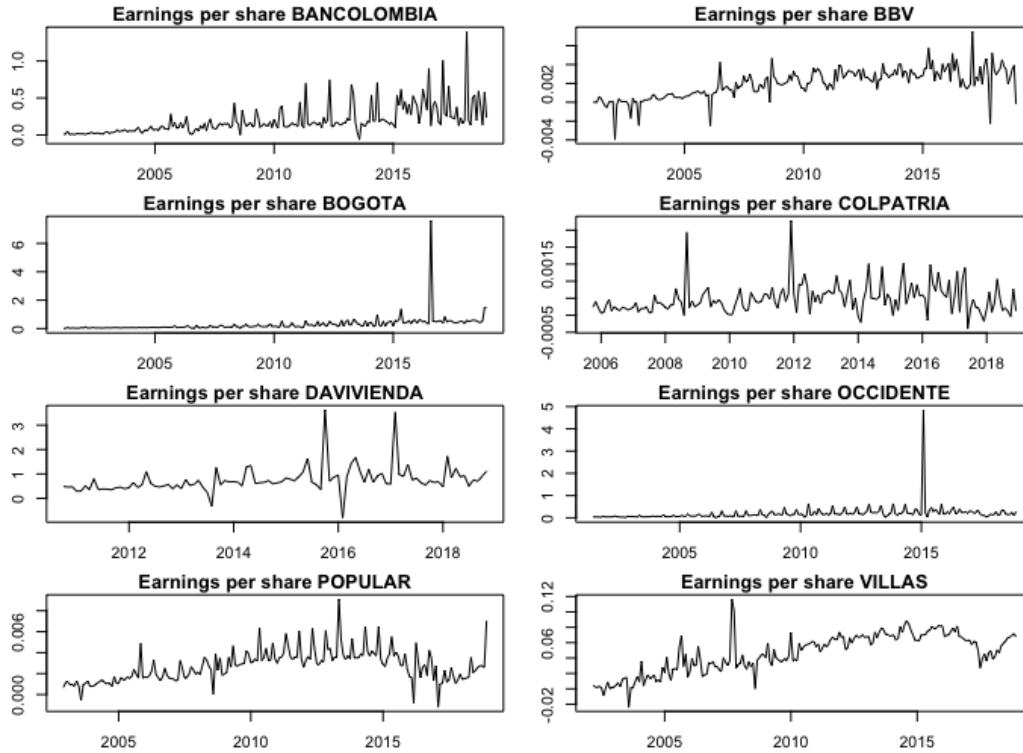 Earnings per share BANCOLOMBIA
0.0 0.5 1.0
2005 2010 2015
Earnings per share BBV
-0.004 0.002
2005 2010 2015
Earnings per share BOGOTA
0 2 4 6
2005 2010 2015
Earnings per share COLPATRIA
-0.0005 0.0015
2006 2008 2010 2012 2014 2016 2018
Earnings per share DAVIVIENDA
0 1 2 3
2012 2014 2016 2018
Earnings per share OCCIDENTE
0 1 2 3 4 5
2005 2010 2015
Earnings per share POPULAR
0.000 0.006
2005 2010 2015
Earnings per share VILLAS
-0.02 0.06 0.12
2005 2010 2015